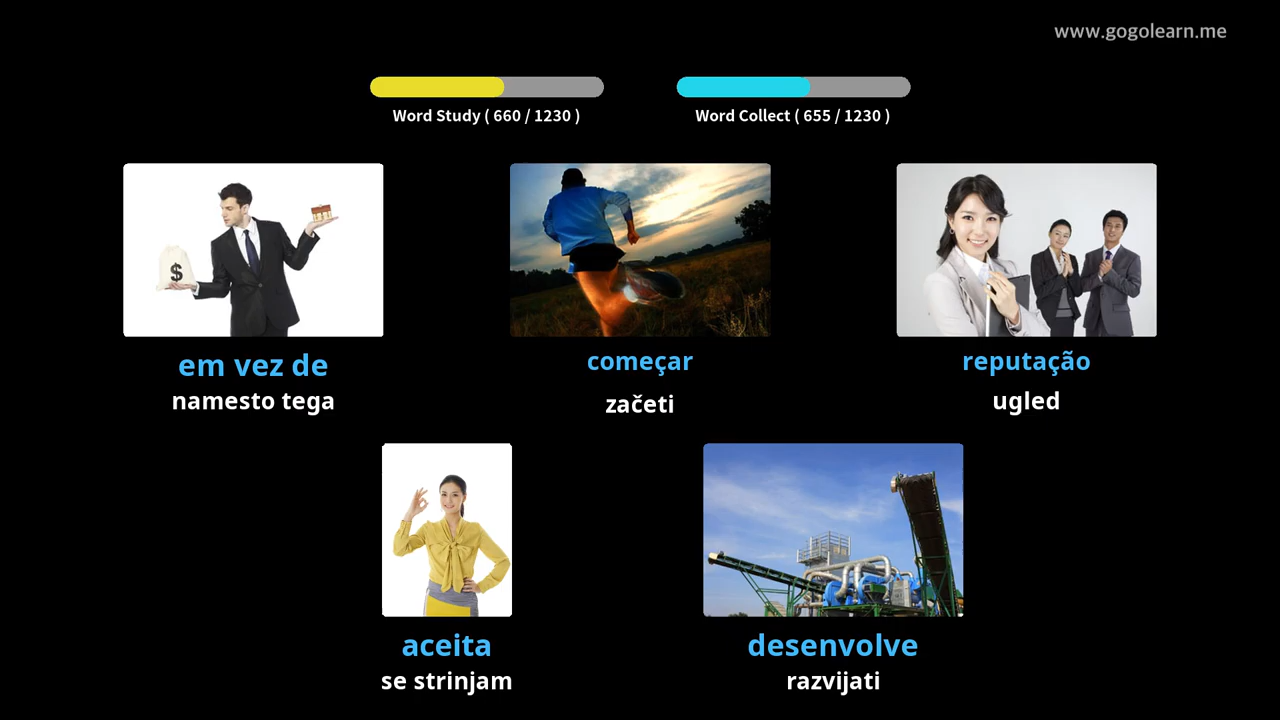 www.gogolearn.me
Word Study ( 660 / 1230 )
Word Collect ( 655 / 1230 )
em vez de
namesto tega
começar
začeti
reputação
ugled
$
aceita
se strinjam
desenvolve
razvijati